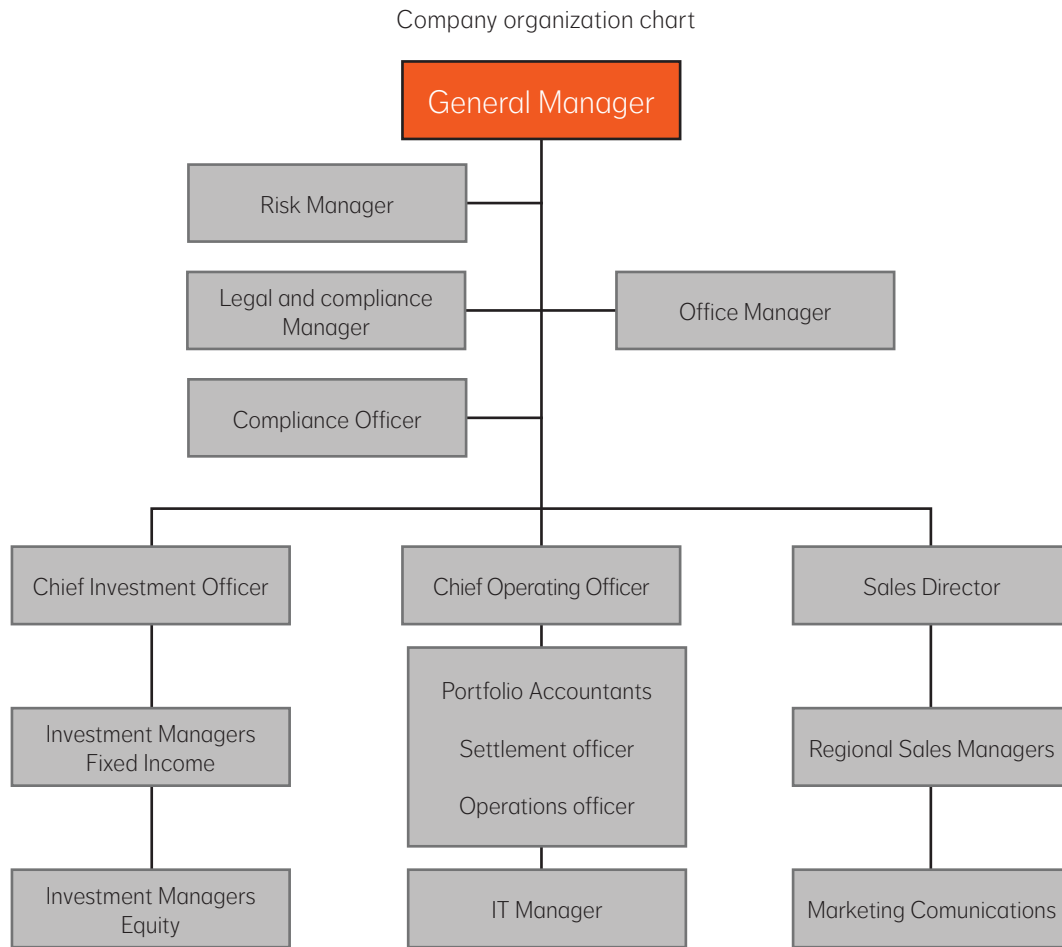 Company organization chart
General Manager
Risk Manager
Legal and compliance
Manager
Office Manager
Compliance Officer
Chief Investment Officer
Chief Operating Officer
Sales Director
Portfolio Accountants
Settlement officer
Operations officer
Investment Managers
Fixed Income
Regional Sales Managers
Investment Managers
Equity
IT Manager
Marketing Comunications